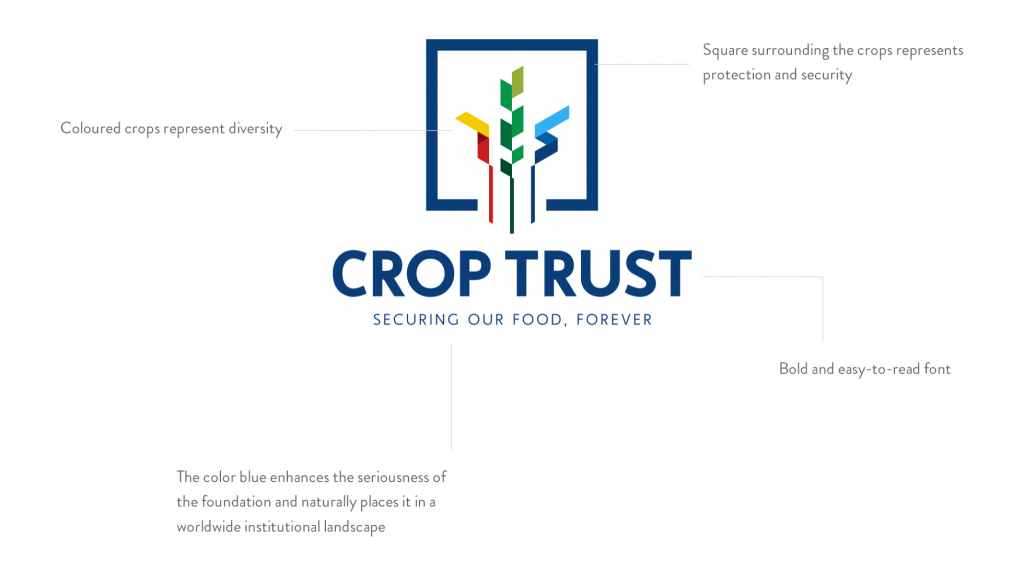 Square surrounding the crops represents
protection and security
Coloured crops represent diversity
CROP TRUST
SECURING OUR FOOD, FOREVER
Bold and easy-to-read font
The color blue enhances the seriousness of
the foundation and naturally places it in a
worldwide institutional landscape